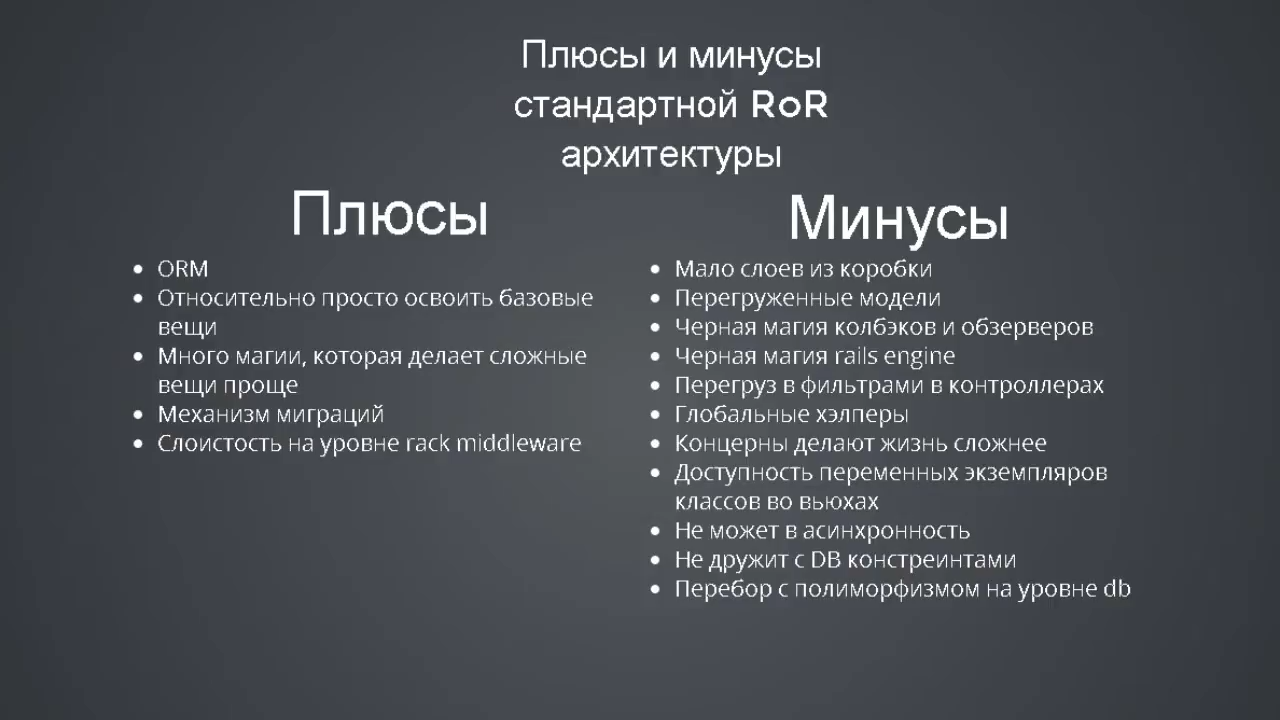 Плюсы и минусы
стандартной RoR
архитектуры
Плюсы
ORM
Относительно просто освоить базовые
вещи
Много магии, которая делает сложные
вещи проще
Механизм миграций
Слоистость на уровне rack middleware
Минусы
Мало слоев из коробки
Перегруженные модели
Черная магия колбэков и обзерверов
Черная магия rails engine
Перегруз в фильтрами в контроллерах
Глобальные хэлперы
Концерны делают жизнь сложнее
Доступность переменных экземпляров
классов во вьюхах
Не может в асинхронность
Не дружит с DB констреинтами
Перебор с полиморфизмом на уровне db